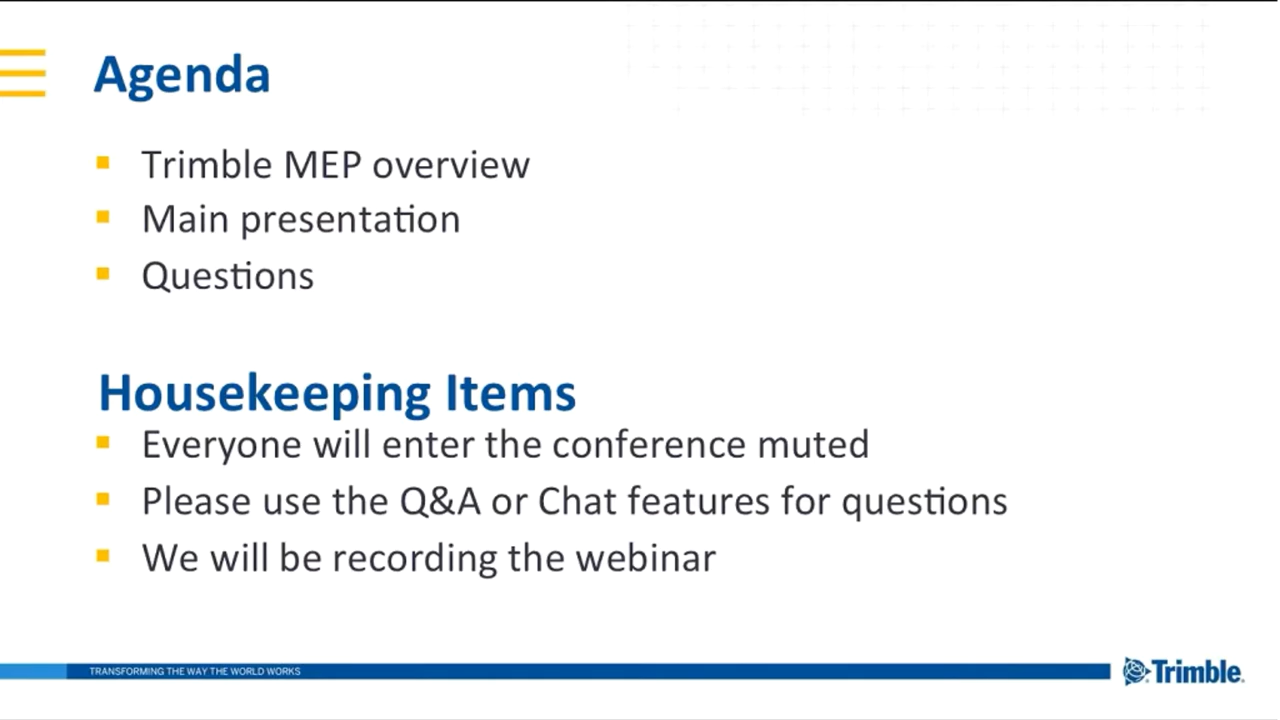 Agenda
Trimble MEP overview
Main presentation
Questions
Housekeeping Items
Everyone will enter the conference muted
Please use the Q&A or Chat features for questions
We will be recording the webinar
TRANSFORMING THE WAY THE WORLD WORKS
Trimble.